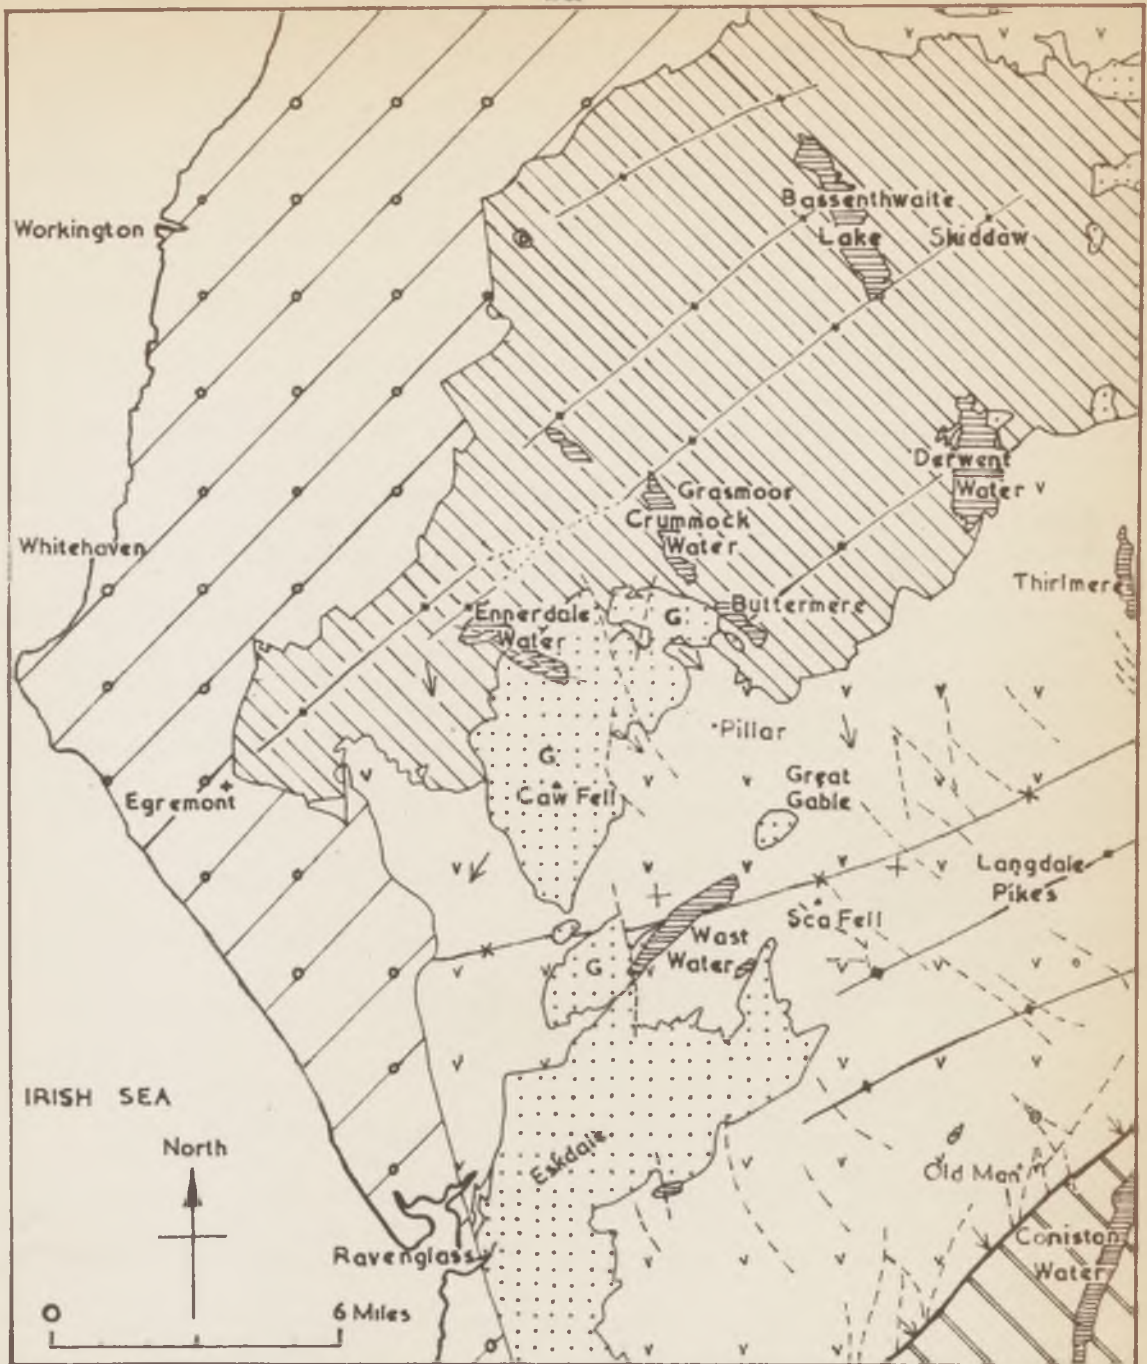 Bassenthwaite
Lake
Skiddaw
Workington
Derwent
Water
Grasmoor
Crummock
Water
Whitehaven
Thirlmere
Ennerdale
Water
G
Buttermere
Pillar
G
Caw Fell
Great
Gable
Egremont
Langdale
Pikes
Sca Fell
Wast
Water
G
IRISH SEA
North
Eskdale
Old Man
Coniston
Water
Ravenglass
0
6 Miles